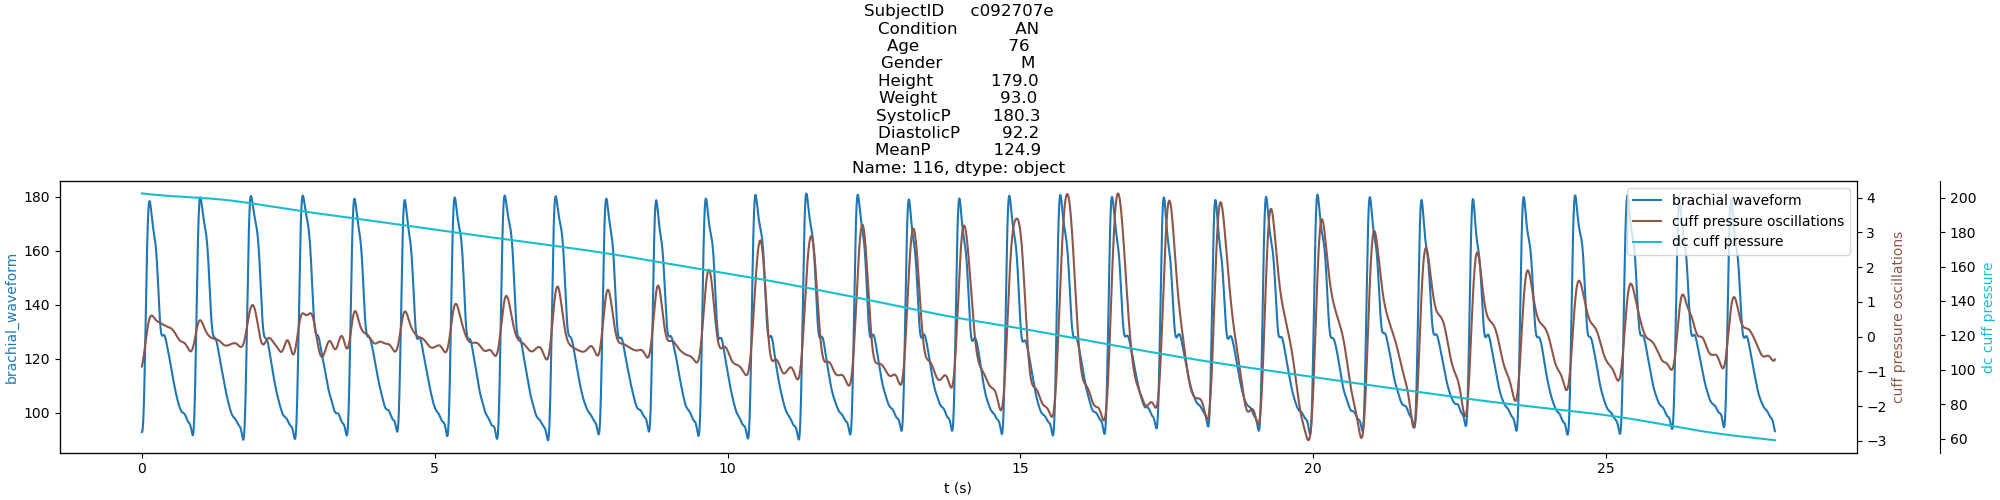 SubjectID c092707e
Condition AN
Age 76
Gender M
Height 179.0
Weight 93.0
SystolicP 180.3
DiastolicP 92.2
MeanP 124.9
Name: 116, dtype: object
brachial_waveform
180
160
140
120
100
0
5
10
15
20
25
t (s)
brachial waveform
cuff pressure oscillations
dc cuff pressure
4
3
2
1
0
−1
−2
−3
cuff pressure oscillations
200
180
160
140
120
100
80
60
dc cuff pressure